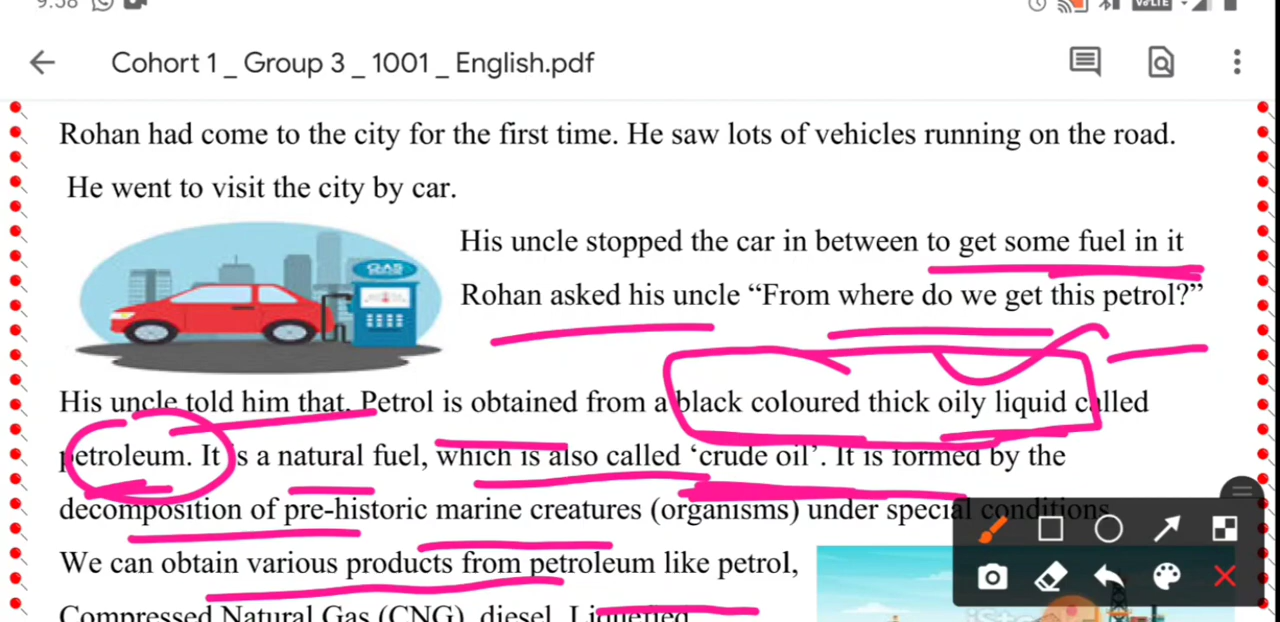 9:58
VoLTE
Cohort 1 _ Group 3 _ 1001 _ English.pdf
Rohan had come to the city for the first time. He saw lots of vehicles running on the road.
He went to visit the city by car.
His uncle stopped the car in between to get some fuel in it
GAS
Rohan asked his uncle “From where do we get this petrol?”
His uncle told him that. Petrol is obtained from a black coloured thick oily liquid called
petroleum. It is a natural fuel, which is also called ‘crude oil’. It is formed by the
decomposition of pre-historic marine creatures (organisms) under special conditions.
We can obtain various products from petroleum like petrol,
Compressed Natural Gas (CNG), diesel, Liquefied
iStock